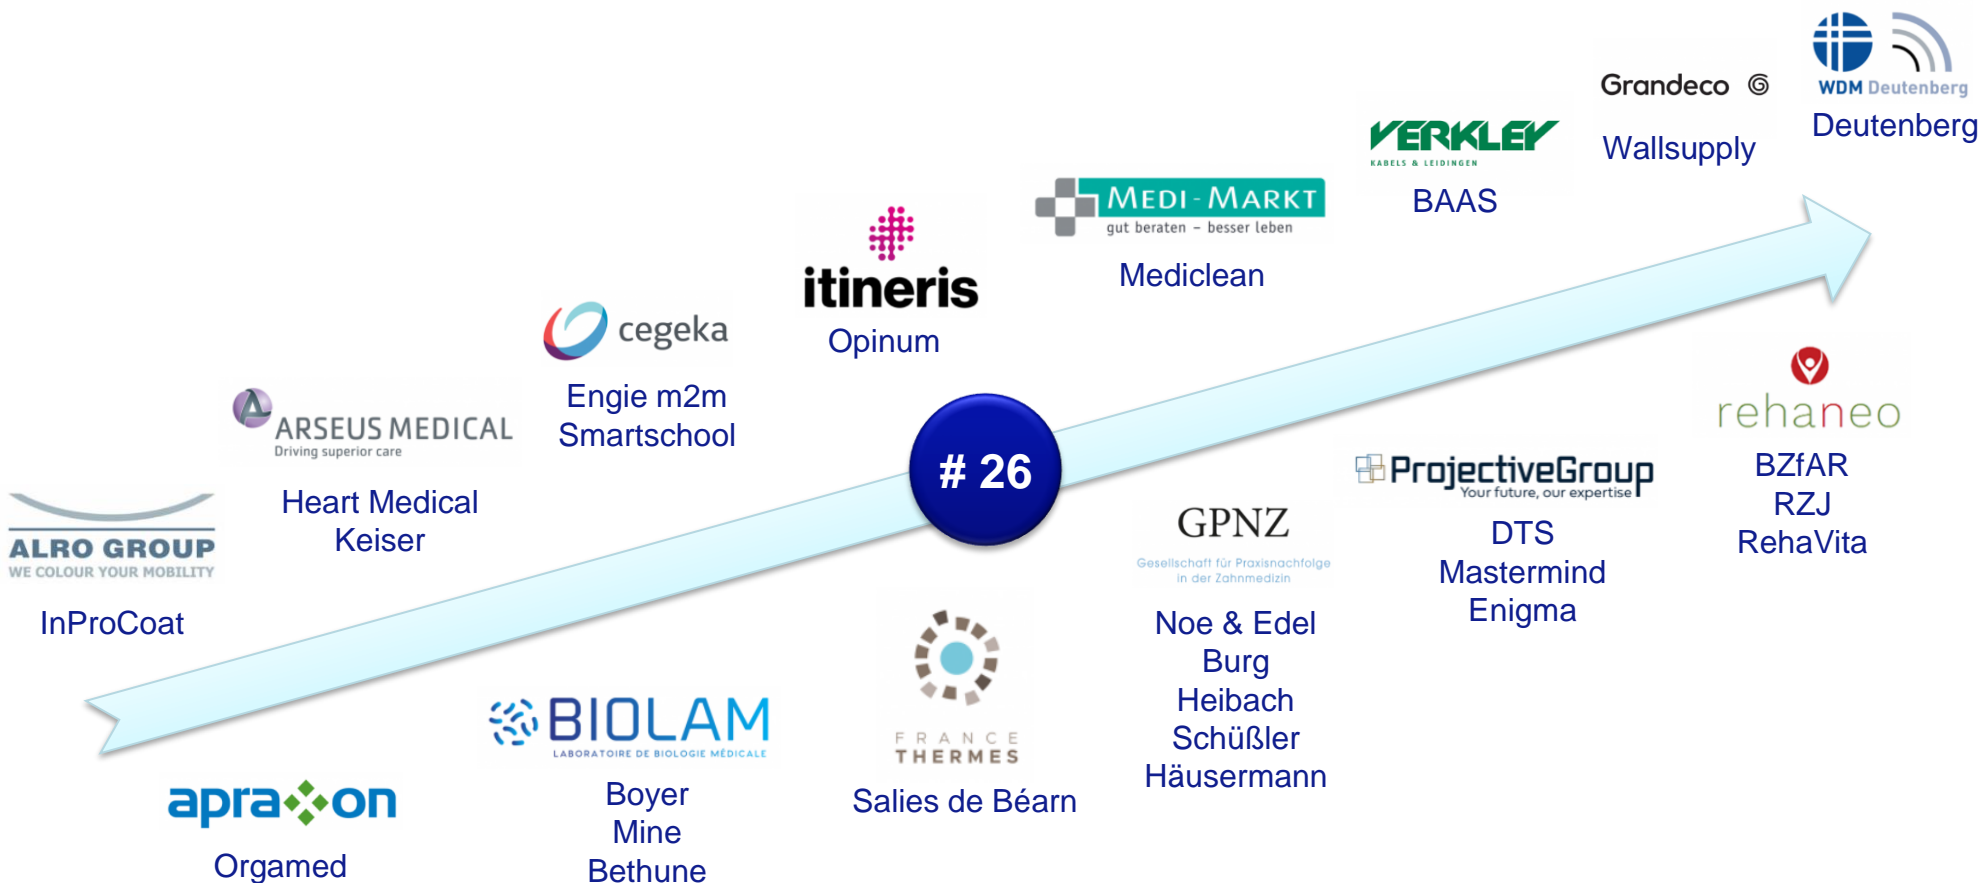 WDM Deutenberg
Deutenberg
Grandeco
Wallsupply
VERKLEY
KABELS & LEIDINGEN
BAAS
MEDI-MARKT
gut beraten – besser leben
Mediclean
itineris
Opinum
cegeka
Engie m2m
Smartschool
ARSEUS MEDICAL
Driving superior care
Heart Medical
Keiser
ALRO GROUP
WE COLOUR YOUR MOBILITY
InProCoat
# 26
rehaneo
BZfAR
RZJ
RehaVita
ProjectiveGroup
Your future, our expertise
DTS
Mastermind
Enigma
GPNZ
Gesellschaft für Praxisnachfolge
in der Zahnmedizin
Noe & Edel
Burg
Heibach
Schüßler
Häusermann
FRANCE
THERMES
Salies de Béarn
BIOLAM
LABORATOIRE DE BIOLOGIE MÉDICALE
Boyer
Mine
Bethune
apraxon
Orgamed